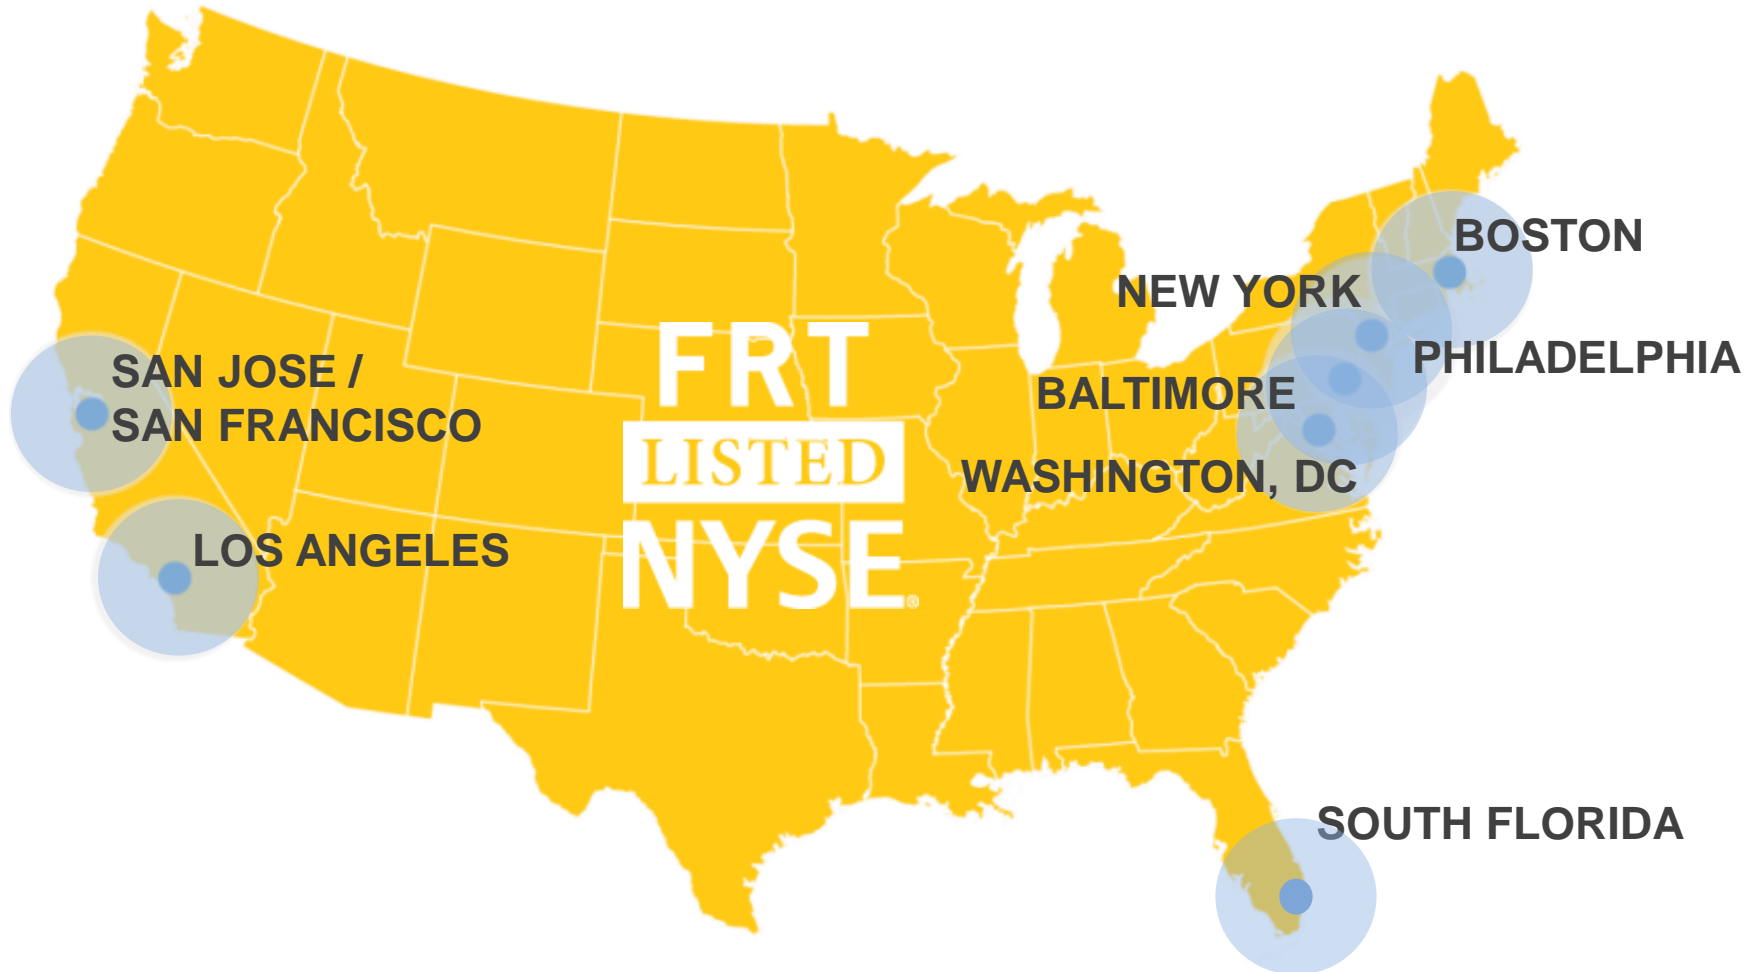 BOSTON
NEW YORK
PHILADELPHIA
BALTIMORE
WASHINGTON, DC
SAN JOSE /
SAN FRANCISCO
LOS ANGELES
FRT
LISTED
NYSE®
SOUTH FLORIDA